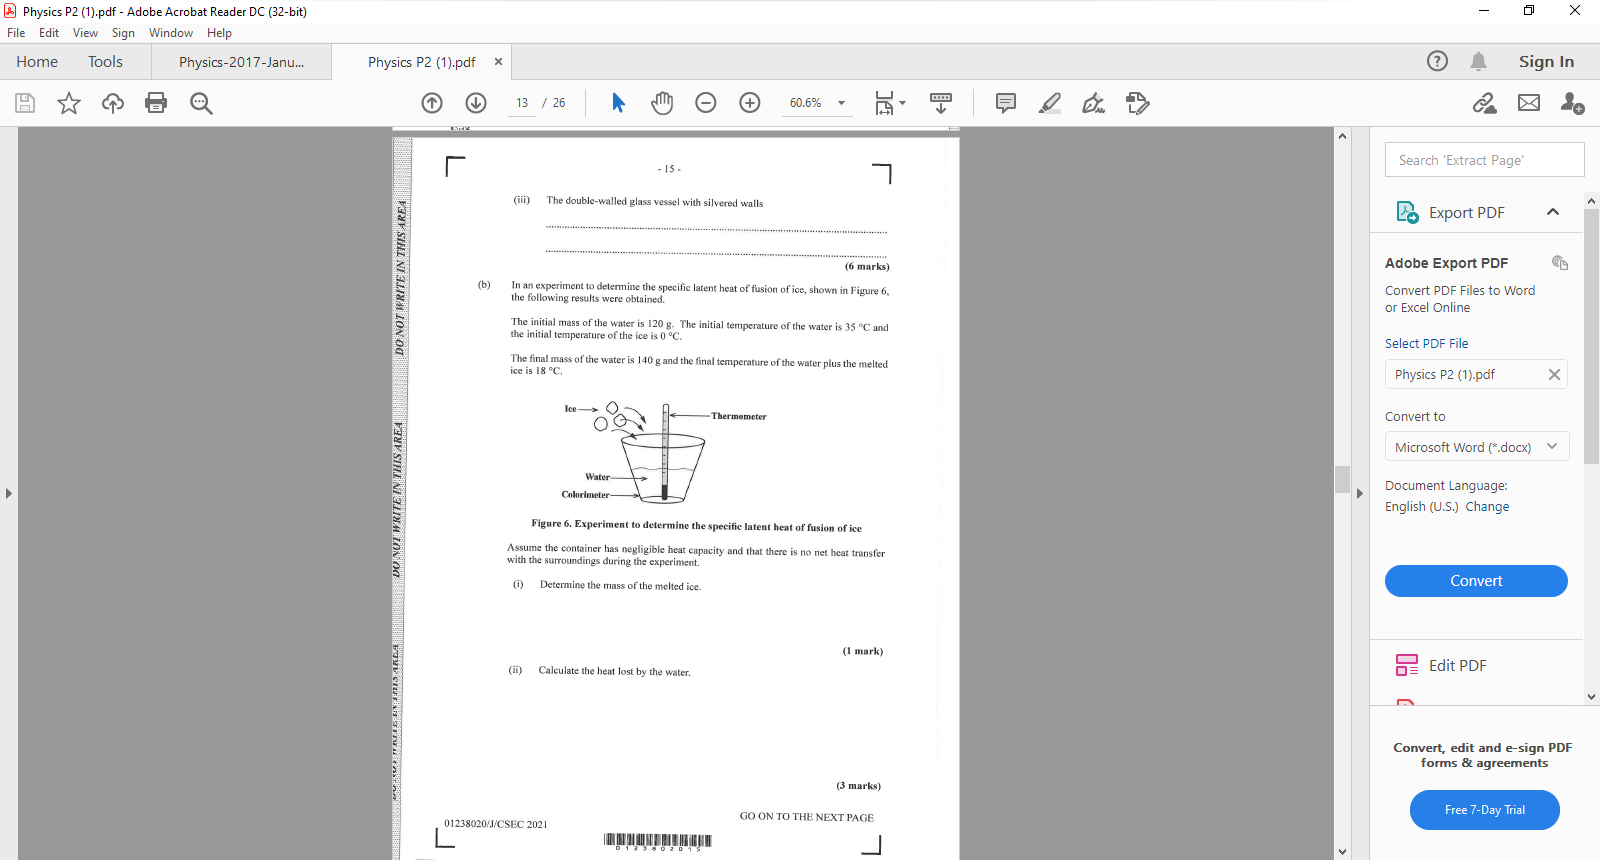 Physics P2 (1).pdf - Adobe Acrobat Reader DC (32-bit)
File Edit View Sign Window Help
Home Tools Physics-2017-Janu... Physics P2 (1).pdf ×
Sign In
13 / 26 60.6%
- 15 -
(iii) The double-walled glass vessel with silvered walls
(6 marks)
(b) In an experiment to determine the specific latent heat of fusion of ice, shown in Figure 6,
the following results were obtained.
The initial mass of the water is 120 g. The initial temperature of the water is 35 °C and
the initial temperature of the ice is 0 °C.
The final mass of the water is 140 g and the final temperature of the water plus the melted
ice is 18 °C.
Ice
Thermometer
Water
Colorimeter
Figure 6. Experiment to determine the specific latent heat of fusion of ice
Assume the container has negligible heat capacity and that there is no net heat transfer
with the surroundings during the experiment.
(i) Determine the mass of the melted ice.
(1 mark)
(ii) Calculate the heat lost by the water.
(3 marks)
GO ON TO THE NEXT PAGE
01238020/J/CSEC 2021
0123802015
DO NOT WRITE IN THIS AREA
DO NOT WRITE IN THIS AREA
DO NOT WRITE IN THIS AREA
Search 'Extract Page'
Export PDF
Adobe Export PDF
Convert PDF Files to Word
or Excel Online
Select PDF File
Physics P2 (1).pdf
Convert to
Microsoft Word (*.docx)
Document Language:
English (U.S.) Change
Convert
Edit PDF
Convert, edit and e-sign PDF
forms & agreements
Free 7-Day Trial